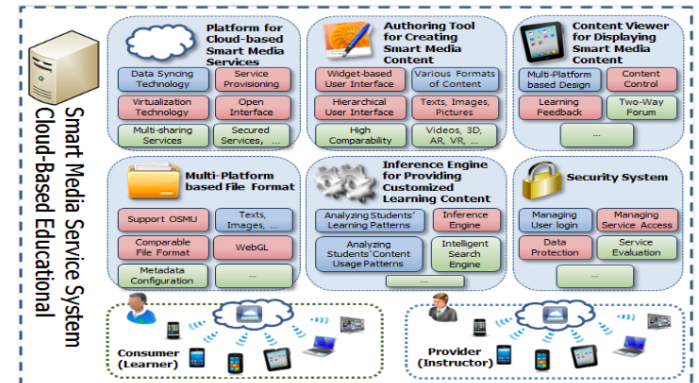 Smart Media Service System
Cloud-Based Educational
Platform for
Cloud-based
Smart Media
Services
Data Syncing
Technology
Service
Provisioning
Virtualization
Technology
Open
Interface
Multi-sharing
Services
Secured
Services, ...
Authoring Tool
for Creating
Smart Media
Content
Widget-based
User Interface
Various Formats
of Content
Hierarchical
User Interface
Texts, Images,
Pictures
High
Comparability
Videos, 3D,
AR, VR, ...
Content Viewer
for Displaying
Smart Media
Content
Multi-Platform
based Design
Content
Control
Learning
Feedback
Two-Way
Forum
...
Multi-Platform
based File Format
Support OSMU
Texts,
Images, ...
Comparable
File Format
WebGL
Metadata
Configuration
...
Inference Engine
for Providing
Customized
Learning Content
Analyzing Students'
Learning Patterns
Inference
Engine
Analyzing
Students'Content
Usage Patterns
Intelligent
Search
Engine
...
Security System
Managing
User login
Managing
Service Access
Data
Protection
Service
Evaluation
...
Consumer
(Learner)
Provider
(Instructor)